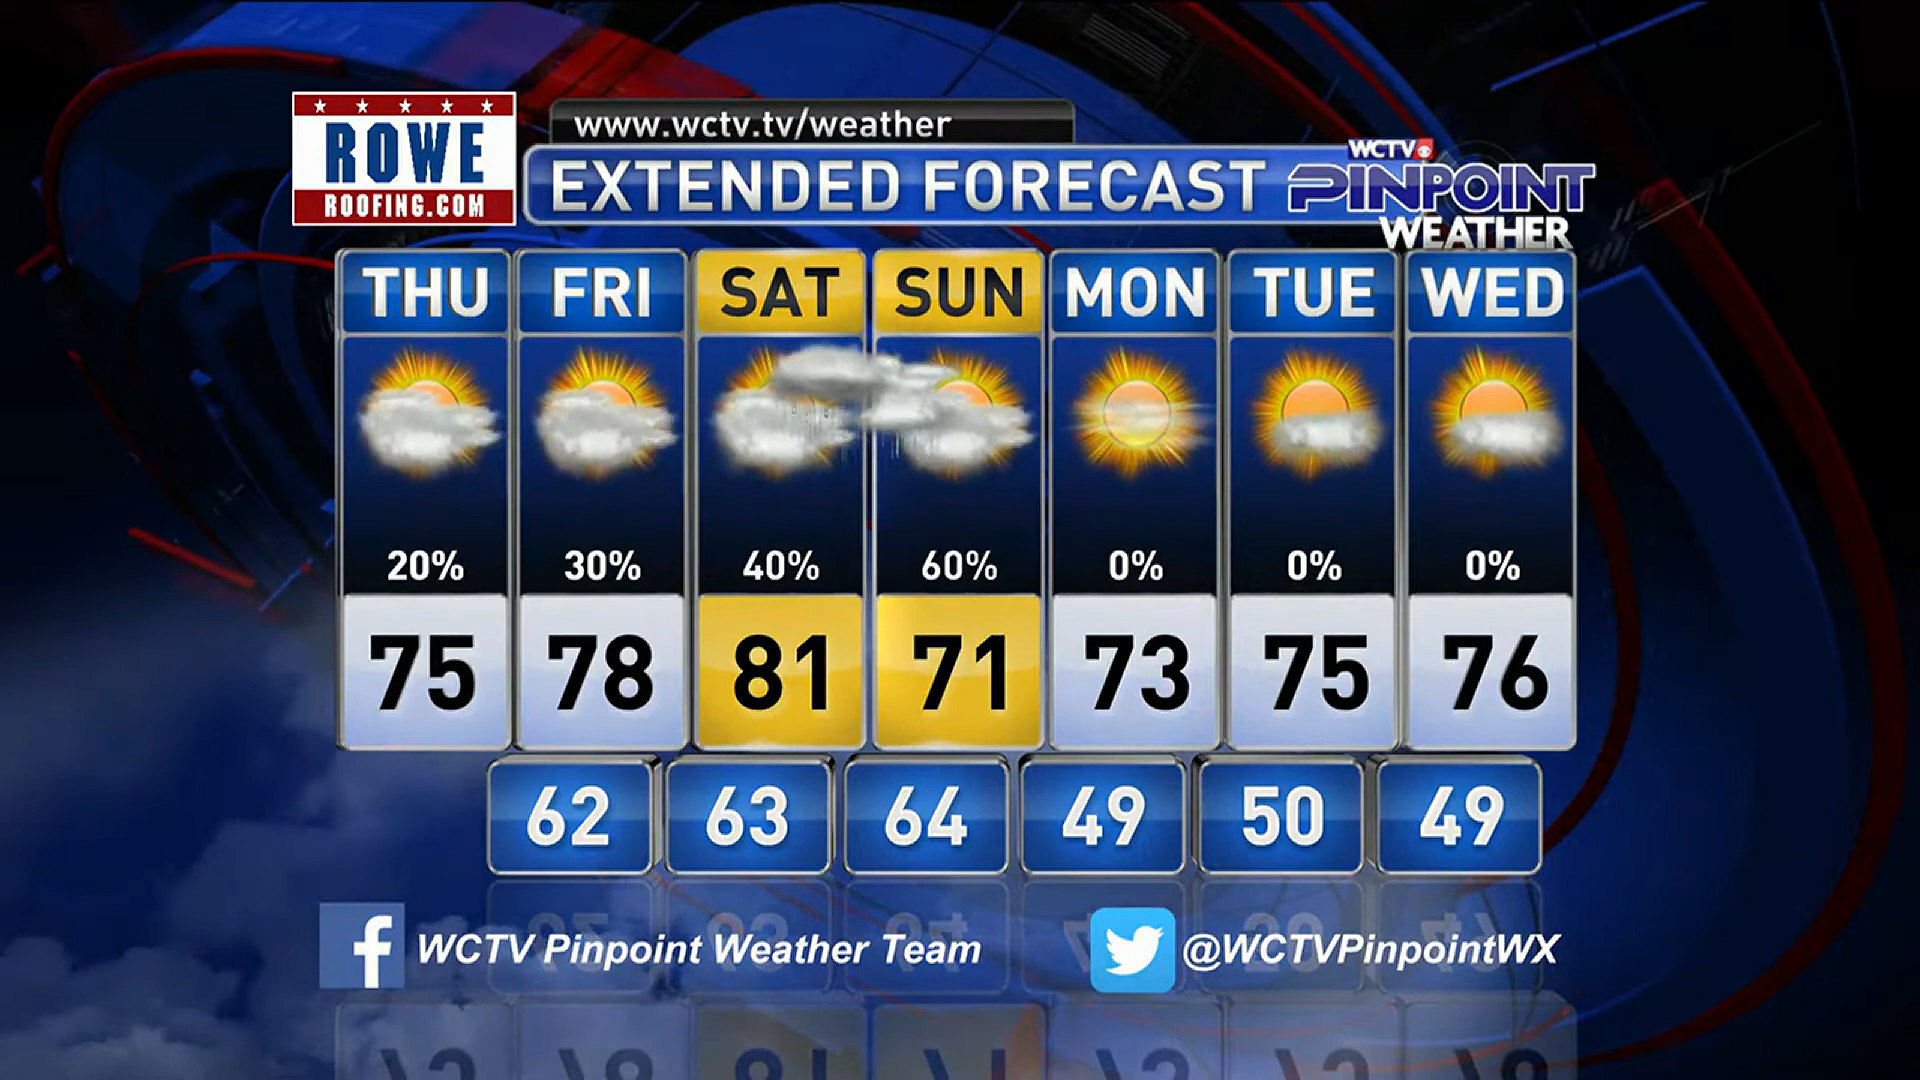 ROWE
ROOFING.COM
www.wctv.tv/weather
EXTENDED FORECAST
WCTV
PINPOINT
WEATHER
THU FRI SAT SUN MON TUE WED
20% 30% 40% 60% 0% 0% 0%
75 78 81 71 73 75 76
62 63 64 49 50 49
f WCTV Pinpoint Weather Team @WCTVPinpointWX